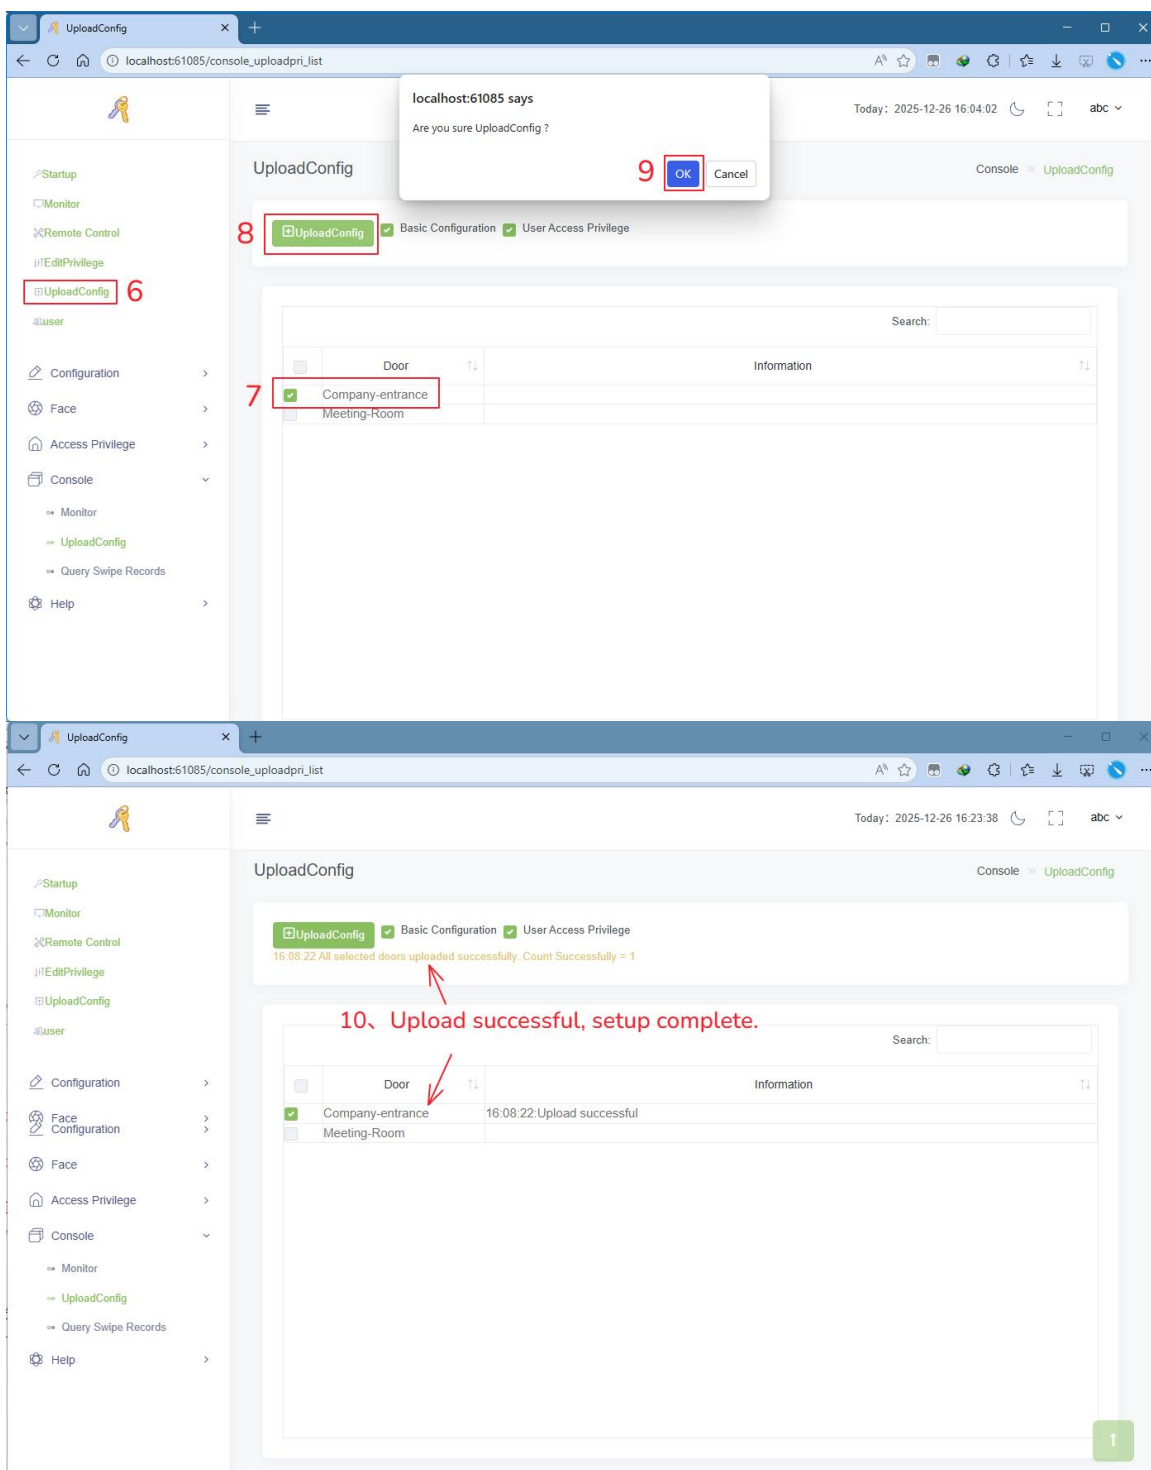 UploadConfig
localhost:61085/console_uploadpri_list
localhost:61085 says
Are you sure UploadConfig ?
9
OK
Cancel
Today: 2025-12-26 16:04:02
abc
UploadConfig
Console » UploadConfig
Startup
Monitor
Remote Control
EditPrivilege
UploadConfig
6
user
8
UploadConfig
Basic Configuration
User Access Privilege
Search:
Door
Information
7
Company-entrance
Meeting-Room
Configuration
Face
Access Privilege
Console
Monitor
UploadConfig
Query Swipe Records
Help
UploadConfig
localhost:61085/console_uploadpri_list
Today: 2025-12-26 16:23:38
abc
UploadConfig
Console » UploadConfig
Startup
Monitor
Remote Control
EditPrivilege
UploadConfig
user
UploadConfig
Basic Configuration
User Access Privilege
16:08:22 All selected doors uploaded successfully..Count Successfully = 1
10、Upload successful, setup complete.
Search:
Door
Information
Company-entrance
16:08:22:Upload successful
Meeting-Room
Configuration
Face
Configuration
Face
Access Privilege
Console
Monitor
UploadConfig
Query Swipe Records
Help